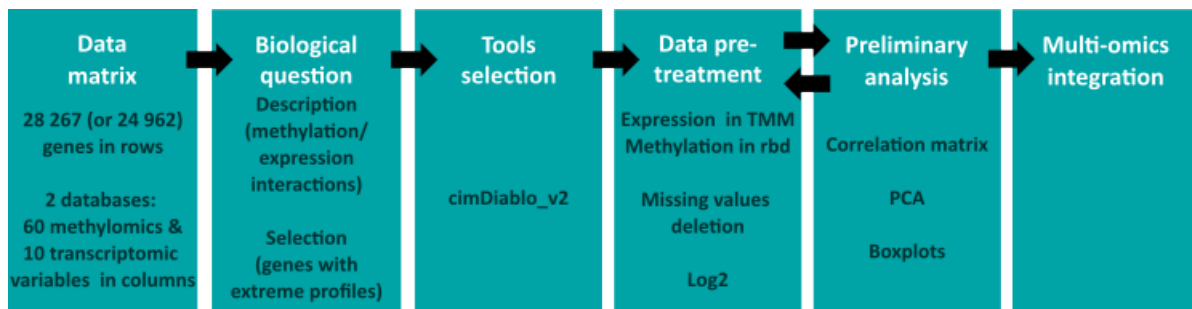 Data
matrix
28 267 (or 24 962)
genes in rows
2 databases:
60 methylomics &
10 transcriptomic
variables in columns
Biological
question
Description
(methylation/
expression
interactions)
Selection
(genes with
extreme profiles)
Tools
selection
cimDiablo_v2
Data pre-
treatment
Expression in TMM
Methylation in rbd
Missing values
deletion
Log2
Preliminary
analysis
Correlation matrix
PCA
Boxplots
Multi-omics
integration